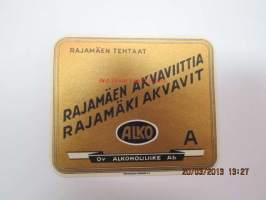 RAJAMÄEN TEHTAAT
RAJAMÄEN AKVAVIITTIA
RAJAMÄKI AKVAVIT
ALKO
A
OY ALKOHOLILIIKE AB
20/03/2013 13:27